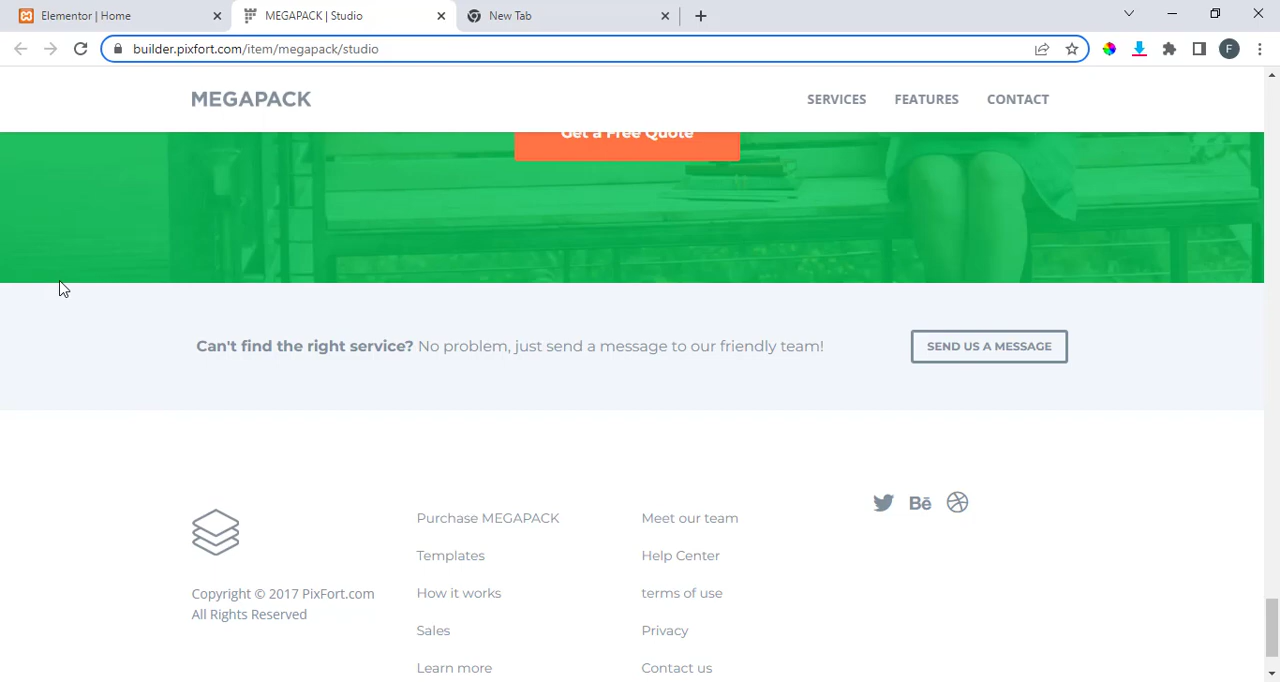 Elementor | Home
MEGAPACK | Studio
New Tab
builder.pixfort.com/item/megapack/studio
F
MEGAPACK
SERVICES FEATURES CONTACT
Get a Free Quote
Can't find the right service? No problem, just send a message to our friendly team!
SEND US A MESSAGE
Copyright © 2017 PixFort.com
All Rights Reserved
Purchase MEGAPACK
Templates
How it works
Sales
Learn more
Meet our team
Help Center
terms of use
Privacy
Contact us
Bē